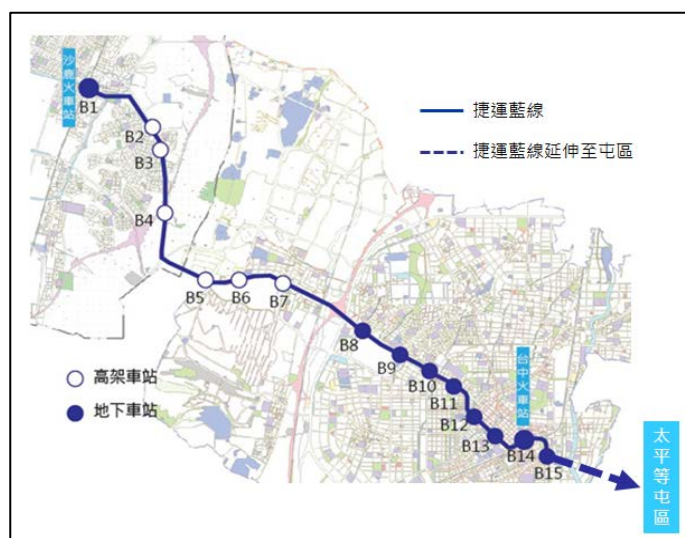 沙鹿火車站
B1
B2
B3
B4
B5
B6
B7
B8
B9
B10
B11
B12
B13
B14
B15
捷運藍線
捷運藍線延伸至屯區
高架車站
地下車站
台中火車站
太平等屯區